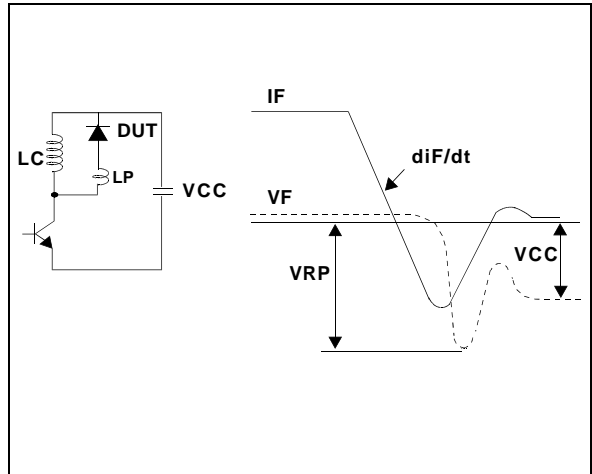 IF
DUT
diF/dt
LC
LP
VCC
VF
VCC
VRP